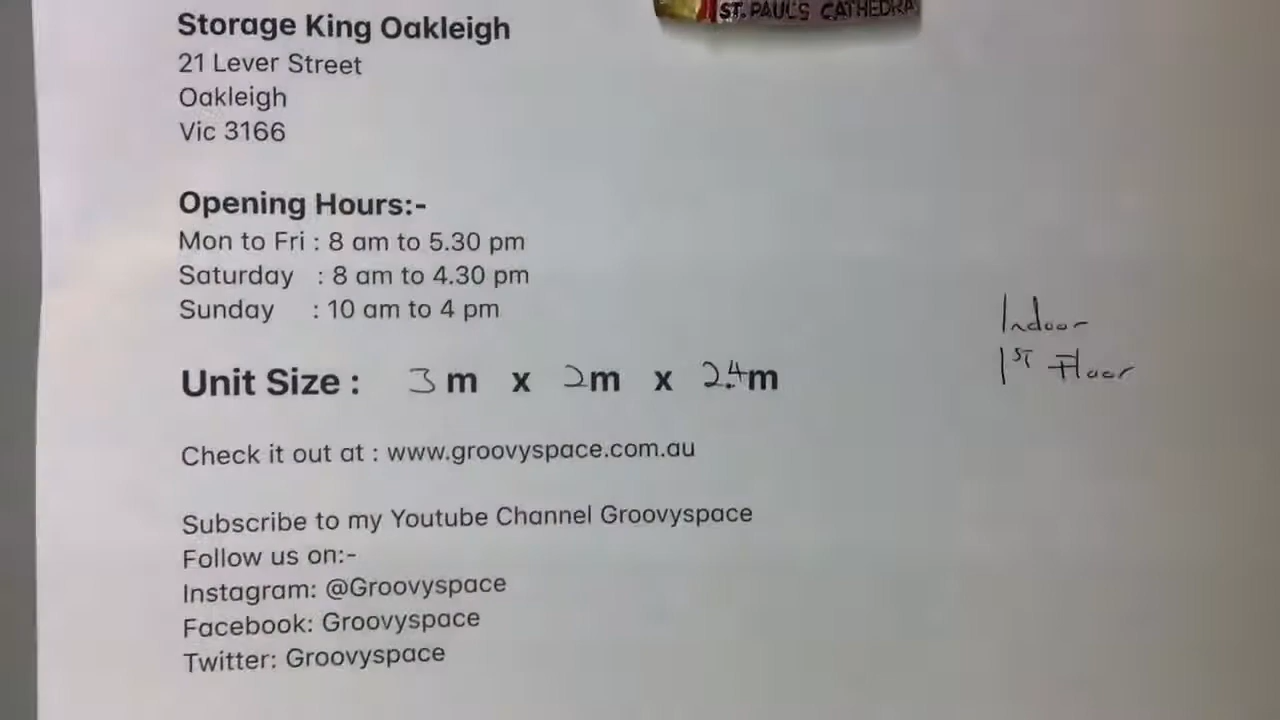 ST. PAUL'S CATHEDRA
Storage King Oakleigh
21 Lever Street
Oakleigh
Vic 3166
Opening Hours:-
Mon to Fri : 8 am to 5.30 pm
Saturday : 8 am to 4.30 pm
Sunday : 10 am to 4 pm
Indoor
1ST Floor
Unit Size : 3 m x 2m x 2.4m
Check it out at : www.groovyspace.com.au
Subscribe to my Youtube Channel Groovyspace
Follow us on:-
Instagram: @Groovyspace
Facebook: Groovyspace
Twitter: Groovyspace